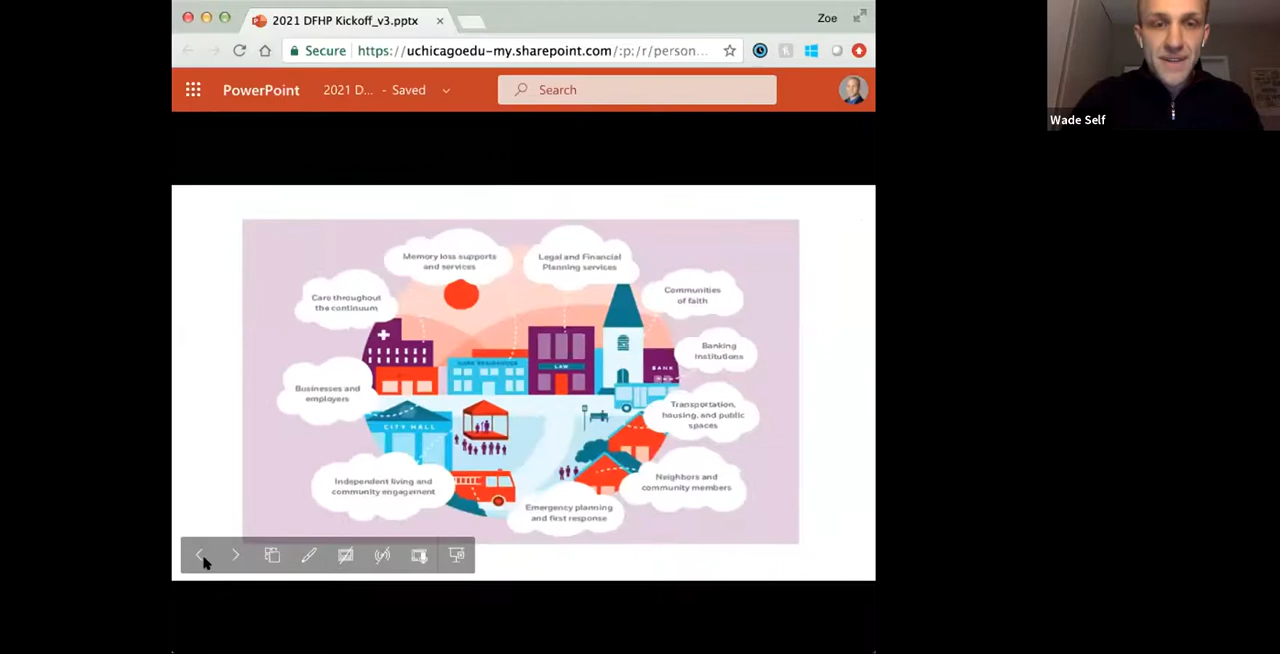 2021 DFHP Kickoff_v3.pptx
Zoe
Secure
https://uchicagoedu-my.sharepoint.com/:p:/r/person...
PowerPoint
2021 D... - Saved
Search
Wade Self
Memory loss supports
and services
Legal and Financial
Planning services
Care throughout
the continuum
Communities
of faith
Banking
Institutions
BANK
LAW
Businesses and
employers
Transportation,
housing, and public
spaces
CITY HALL
Independent living and
community engagement
Neighbors and
community members
Emergency planning
and first response